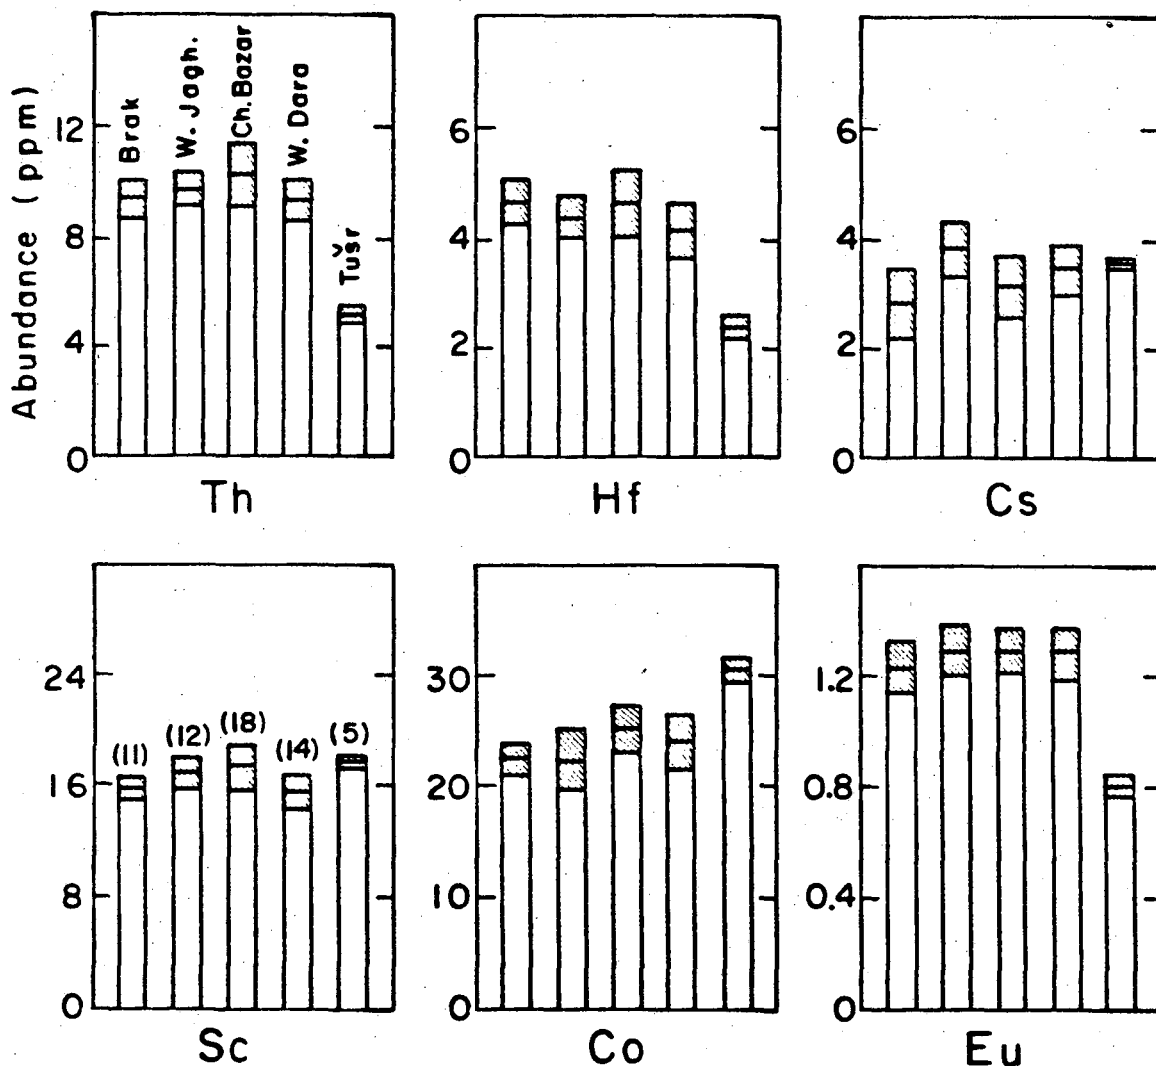 Abundance (ppm)
12
8
4
0
Brak
W. Jagh.
Ch. Bazar
W. Dara
Tušr
Th
6
4
2
0
Hf
6
4
2
0
Cs
24
16
8
0
(11)
(12)
(18)
(14)
(5)
Sc
30
20
10
0
Co
1.2
0.8
0.4
0
Eu